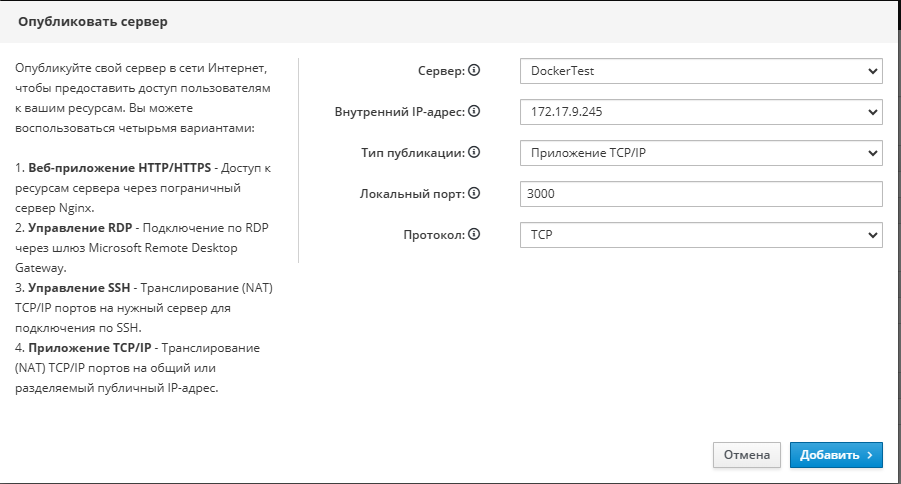 Опубликовать сервер
Опубликуйте свой сервер в сети Интернет,
чтобы предоставить доступ пользователям
к вашим ресурсам. Вы можете
воспользоваться четырьмя вариантами:
1. Веб-приложение HTTP/HTTPS - Доступ к
ресурсам сервера через пограничный
сервер Nginx.
2. Управление RDP - Подключение по RDP
через шлюз Microsoft Remote Desktop
Gateway.
3. Управление SSH - Транслирование (NAT)
TCP/IP портов на нужный сервер для
подключения по SSH.
4. Приложение TCP/IP - Транслирование
(NAT) TCP/IP портов на общий или
разделяемый публичный IP-адрес.
Сервер: DockerTest
Внутренний IP-адрес: 172.17.9.245
Тип публикации: Приложение TCP/IP
Локальный порт: 3000
Протокол: TCP
Отмена Добавить